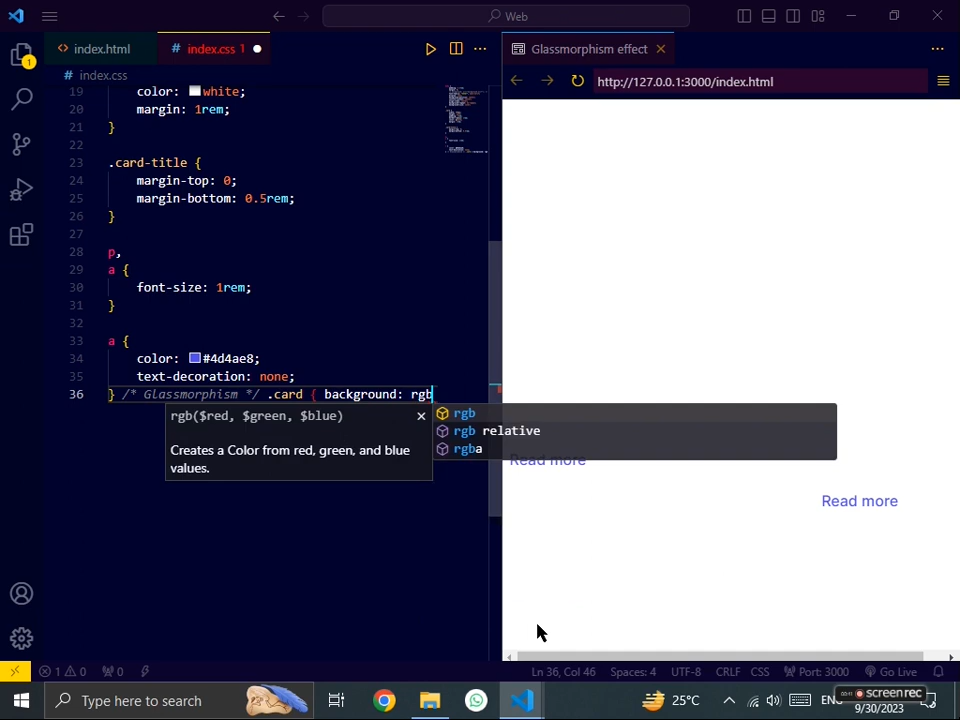 Web
index.html
index.css 1
Glassmorphism effect
1
index.css
http://127.0.0.1:3000/index.html
19 color: white;
20 margin: 1rem;
21 }
22
23 .card-title {
24 margin-top: 0;
25 margin-bottom: 0.5rem;
26 }
27
28 p,
29 a {
30 font-size: 1rem;
31 }
32
33 a {
34 color: #4d4ae8;
35 text-decoration: none;
36 } /* Glassmorphism */ .card { background: rgb
rgb($red, $green, $blue)
Creates a Color from red, green, and blue
values.
rgb
rgb relative
rgba
Read more
Read more
1 0 0 Ln 36, Col 46 Spaces: 4 UTF-8 CRLF CSS Port: 3000 Go Live
Type here to search
25°C
screenrec
9/30/2023